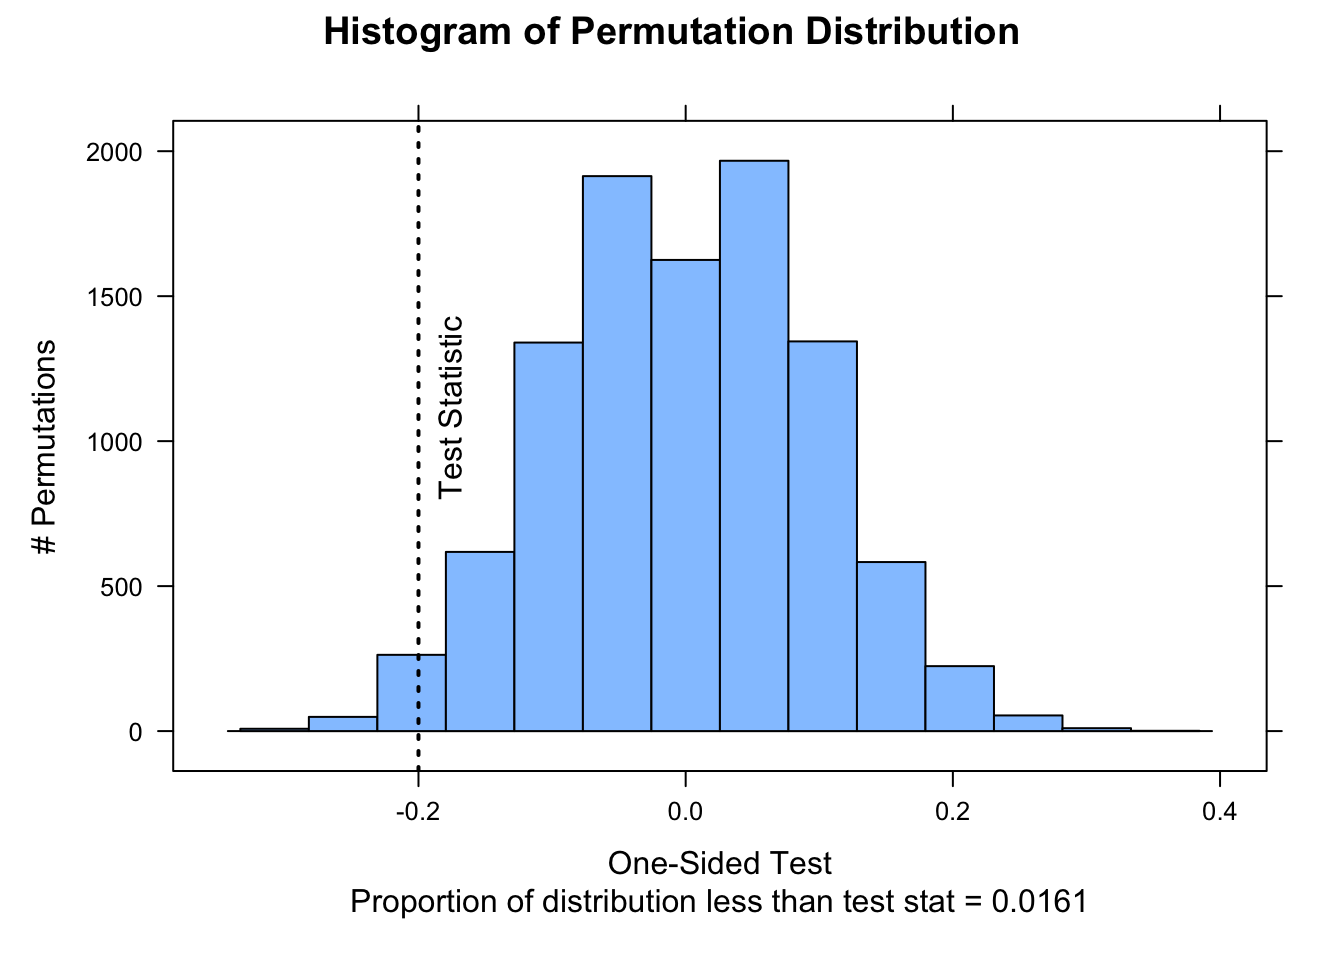 Histogram of Permutation Distribution
2000
1500
1000
500
0
# Permutations
Test Statistic
-0.2
0.0
0.2
0.4
One-Sided Test
Proportion of distribution less than test stat = 0.0161